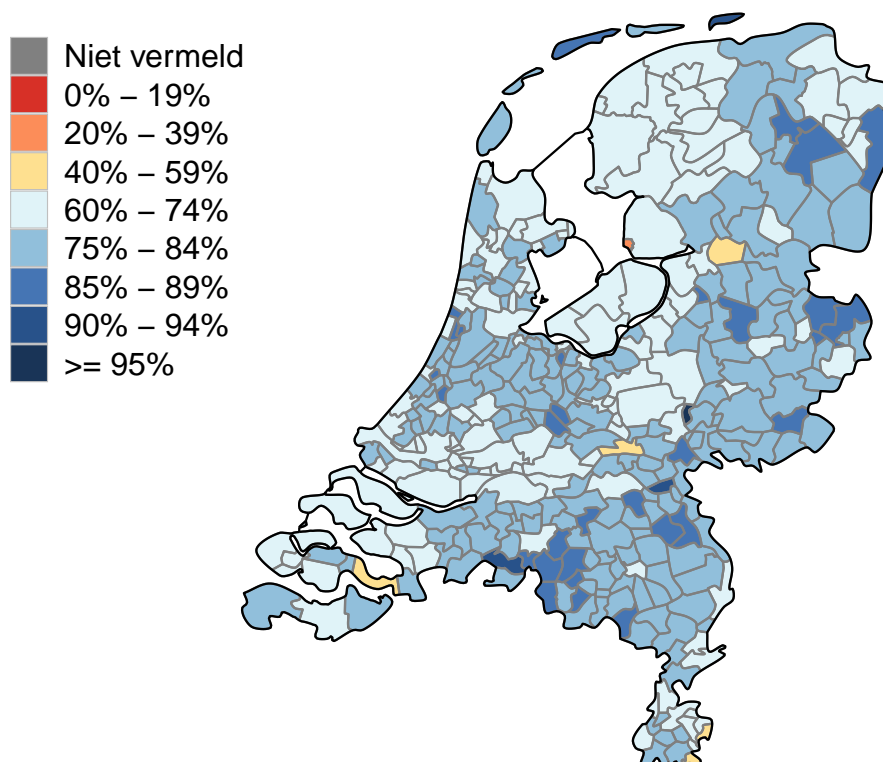 Niet vermeld
0% – 19%
20% – 39%
40% – 59%
60% – 74%
75% – 84%
85% – 89%
90% – 94%
>= 95%